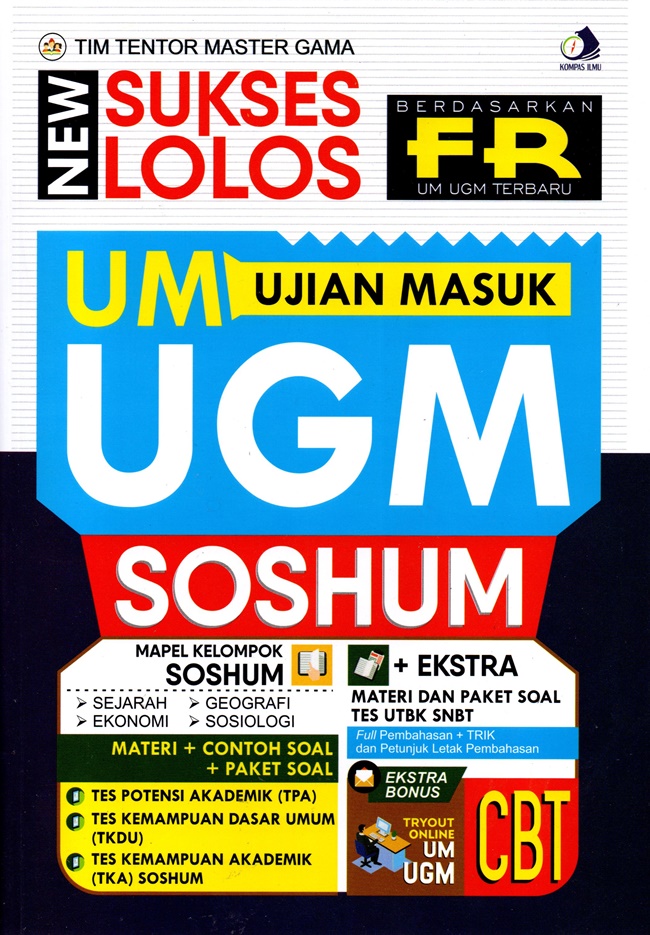 TIM TENTOR MASTER GAMA
KOMPAS ILMU
NEW
SUKSES
LOLOS
BERDASARKAN
FR
UM UGM TERBARU
UM
UJIAN MASUK
UGM
SOSHUM
MAPEL KELOMPOK
SOSHUM
➢ SEJARAH ➢ GEOGRAFI
➢ EKONOMI ➢ SOSIOLOGI
MATERI + CONTOH SOAL
+ PAKET SOAL
TES POTENSI AKADEMIK (TPA)
TES KEMAMPUAN DASAR UMUM
(TKDU)
TES KEMAMPUAN AKADEMIK
(TKA) SOSHUM
+ EKSTRA
MATERI DAN PAKET SOAL
TES UTBK SNBT
Full Pembahasan + TRIK
dan Petunjuk Letak Pembahasan
EKSTRA
BONUS
TRYOUT
ONLINE
UM
UGM
CBT